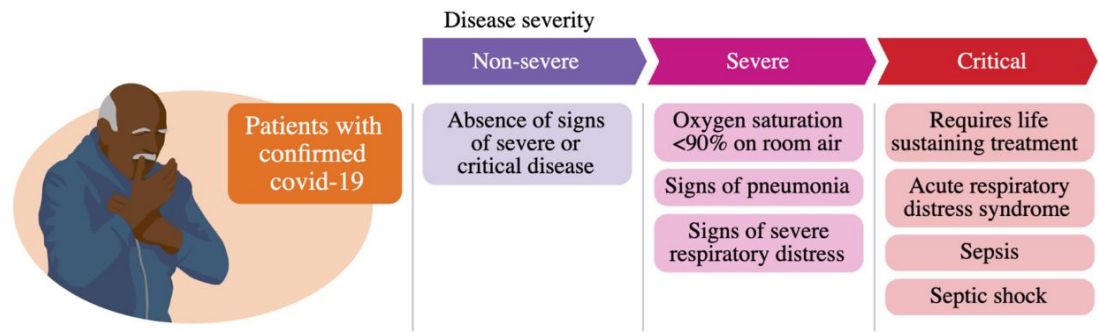 Disease severity
Non-severe
Severe
Critical
Patients with
confirmed
covid-19
Absence of signs
of severe or
critical disease
Oxygen saturation
<90% on room air
Signs of pneumonia
Signs of severe
respiratory distress
Requires life
sustaining treatment
Acute respiratory
distress syndrome
Sepsis
Septic shock